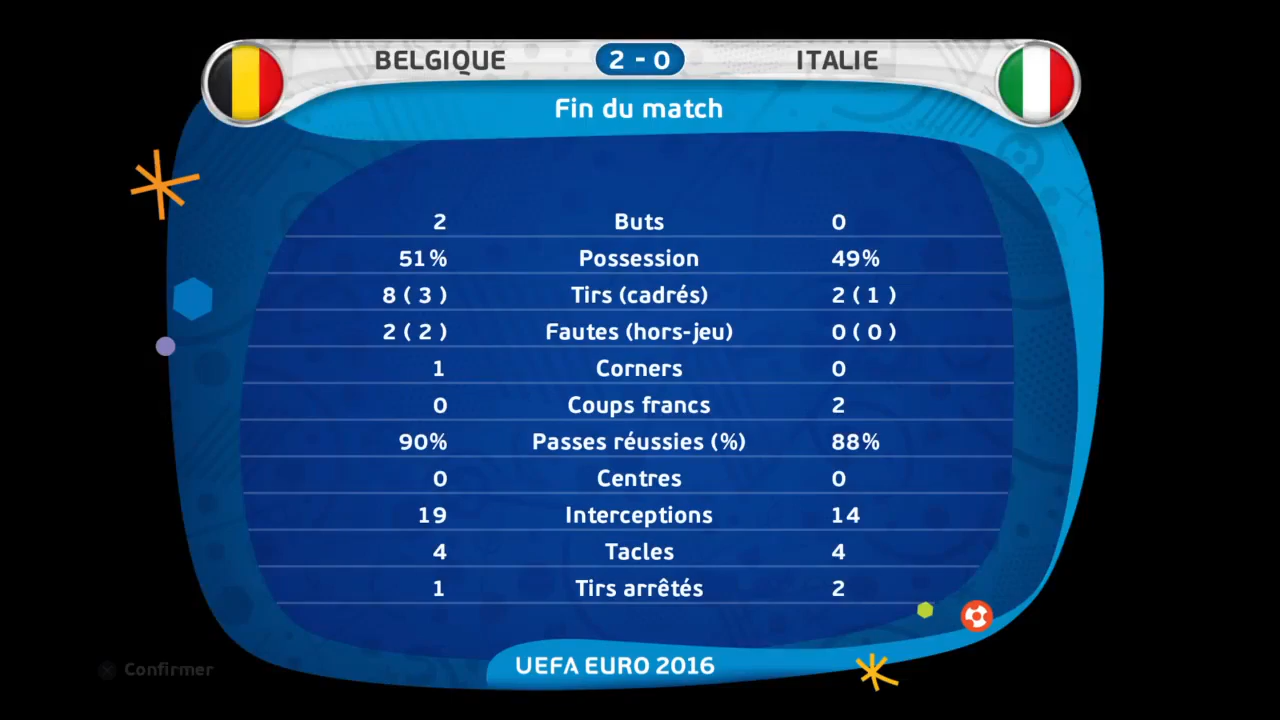 BELGIQUE 2 - 0 ITALIE
Fin du match
2 Buts 0
51% Possession 49%
8 ( 3 ) Tirs (cadrés) 2 ( 1 )
2 ( 2 ) Fautes (hors-jeu) 0 ( 0 )
1 Corners 0
0 Coups francs 2
90% Passes réussies (%) 88%
0 Centres 0
19 Interceptions 14
4 Tacles 4
1 Tirs arrêtés 2
UEFA EURO 2016
Confirmer